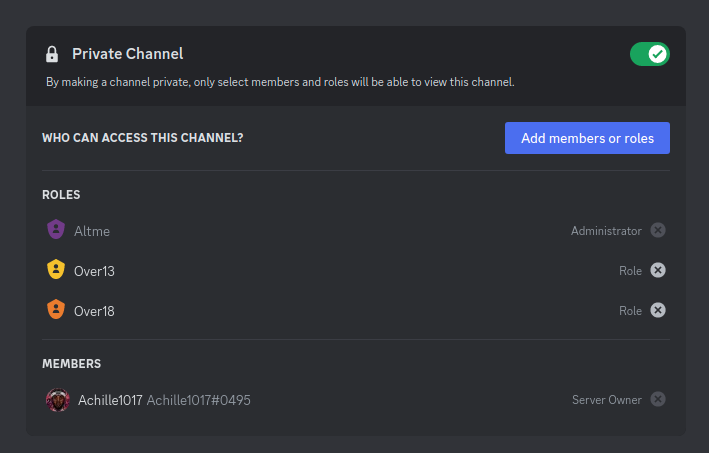 Private Channel
By making a channel private, only select members and roles will be able to view this channel.
WHO CAN ACCESS THIS CHANNEL?
Add members or roles
ROLES
Altme Administrator
Over13 Role
Over18 Role
MEMBERS
Achille1017 Achille1017#0495 Server Owner